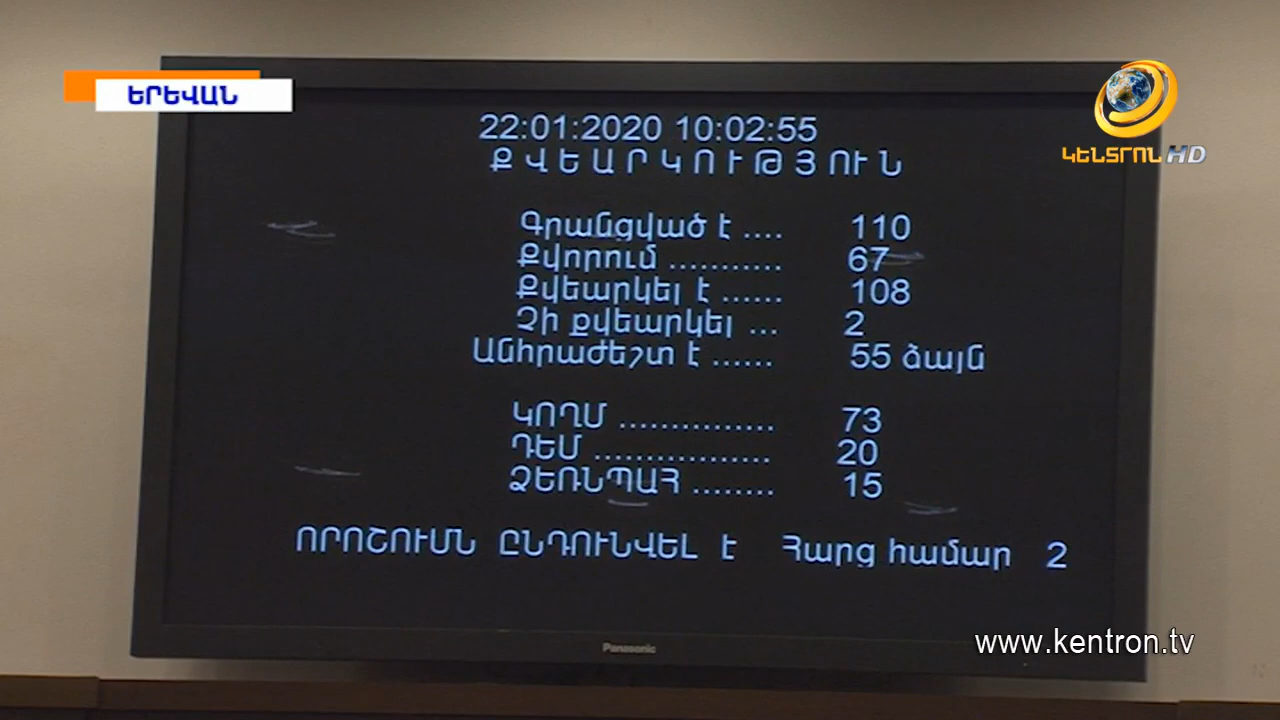 ԵՐԵՎԱՆ
ԿԵՆՏՐՈՆ HD
22:01:2020 10:02:55
Ք Վ Ե Ա Ր Կ Ո Ւ Թ Յ ՈՒ Ն
Գրանցված է .... 110
Քվորում ........... 67
Քվեարկել է ...... 108
Չի քվեարկել ... 2
Անհրաժեշտ է ...... 55 ձայն
ԿՈՂՄ .............. 73
ԴԵՄ ................ 20
ՁԵՌՆՊԱՀ ........ 15
ՈՐՈՇՈՒՄՆ ԸՆԴՈՒՆՎԵԼ է Հարց համար 2
Panasonic
www.kentron.tv